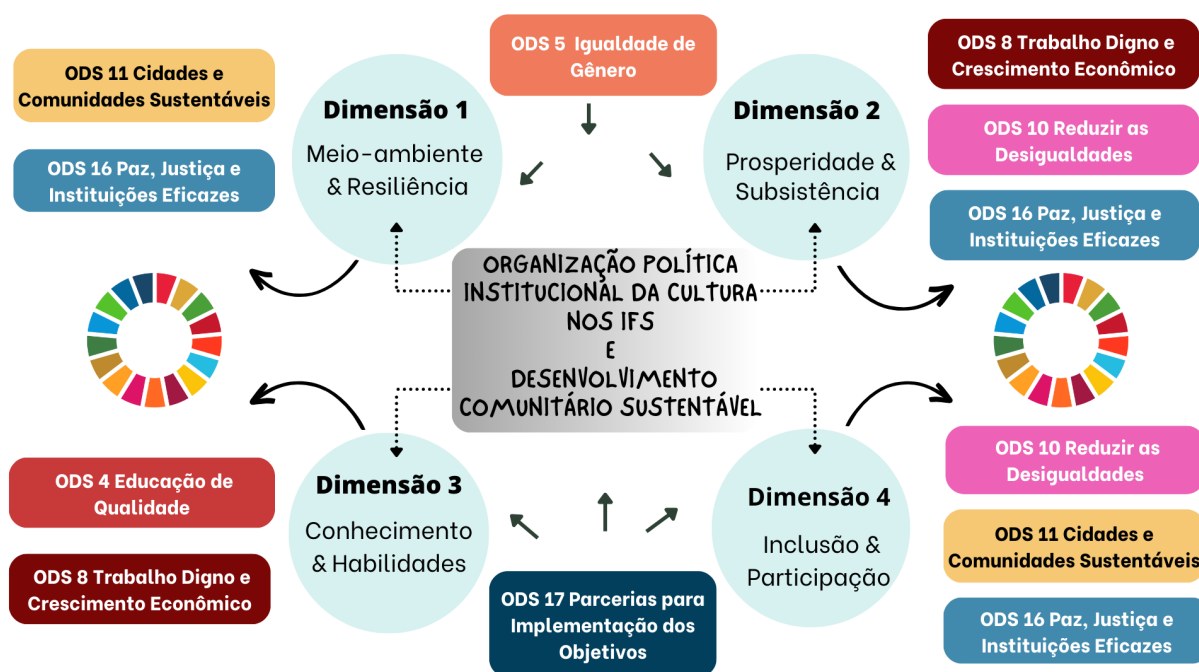 ODS 5 Igualdade de
Gênero
ODS 11 Cidades e
Comunidades Sustentáveis
ODS 16 Paz, Justiça e
Instituições Eficazes
Dimensão 1
Meio-ambiente
& Resiliência
Dimensão 2
Prosperidade &
Subsistência
ODS 8 Trabalho Digno e
Crescimento Econômico
ODS 10 Reduzir as
Desigualdades
ODS 16 Paz, Justiça e
Instituições Eficazes
ORGANIZAÇÃO POLÍTICA
INSTITUCIONAL DA CULTURA
NOS IFS
E
DESENVOLVIMENTO
COMUNITÁRIO SUSTENTÁVEL
ODS 4 Educação de
Qualidade
ODS 8 Trabalho Digno e
Crescimento Econômico
Dimensão 3
Conhecimento
& Habilidades
ODS 17 Parcerias para
Implementação dos
Objetivos
Dimensão 4
Inclusão &
Participação
ODS 10 Reduzir as
Desigualdades
ODS 11 Cidades e
Comunidades Sustentáveis
ODS 16 Paz, Justiça e
Instituições Eficazes